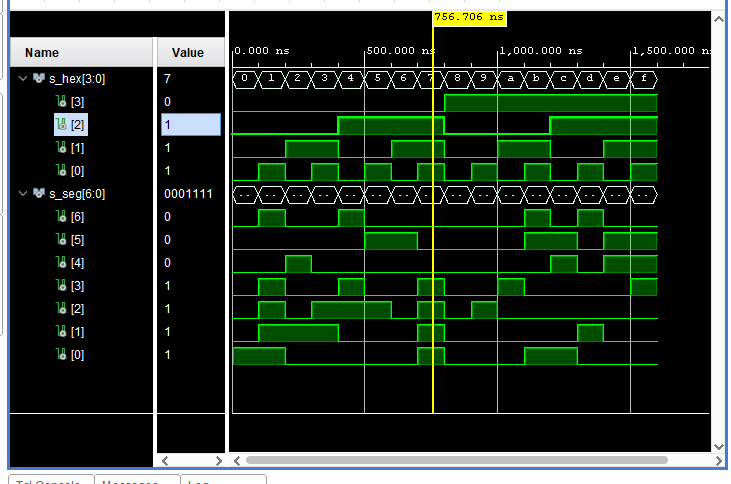 756.706 ns
Name Value
0.000 ns 500.000 ns 1,000.000 ns 1,500.000 ns
s_hex[3:0] 7 0 1 2 3 4 5 6 7 8 9 a b c d e f
[3] 0
[2] 1
[1] 1
[0] 1
s_seg[6:0] 0001111 ·· ·· ·· ·· ·· ·· ·· ·· ·· ·· ·· ·· ·· ·· ·· ··
[6] 0
[5] 0
[4] 0
[3] 1
[2] 1
[1] 1
[0] 1
Tcl Console Messages Log